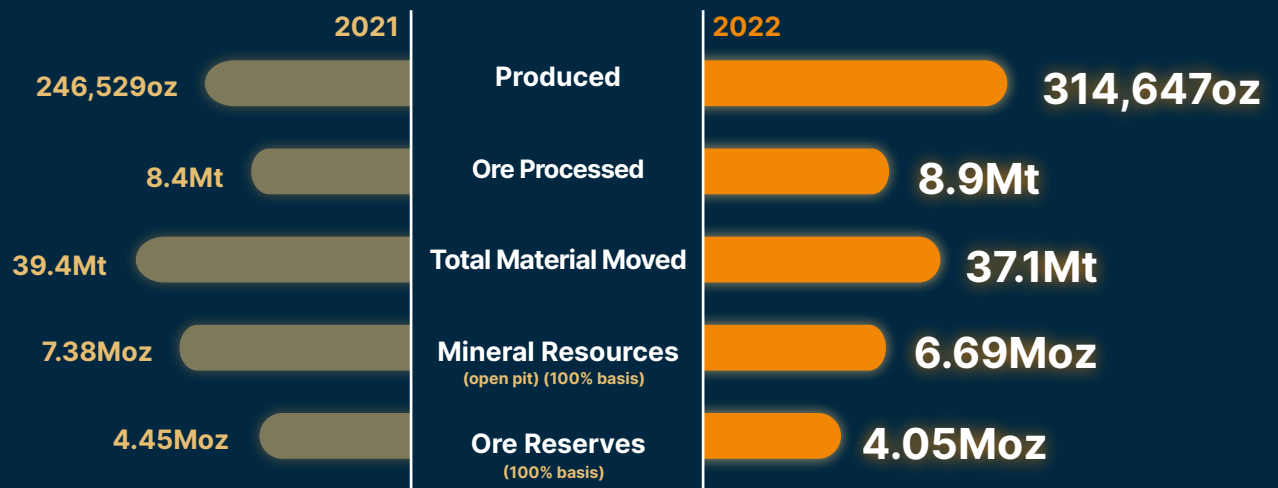 2021
2022
246,529oz
Produced
314,647oz
8.4Mt
Ore Processed
8.9Mt
39.4Mt
Total Material Moved
37.1Mt
7.38Moz
Mineral Resources
(open pit) (100% basis)
6.69Moz
4.45Moz
Ore Reserves
(100% basis)
4.05Moz